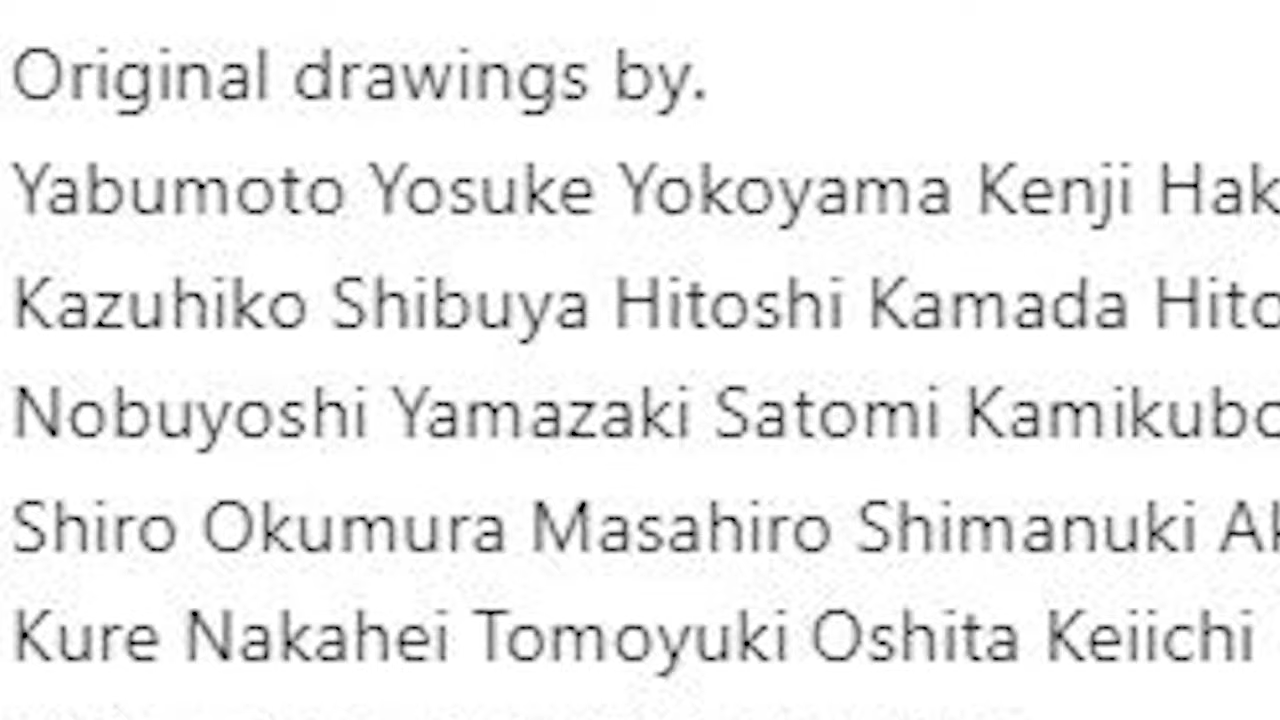 Original drawings by.
Yabumoto Yosuke Yokoyama Kenji
Kazuhiko Shibuya Hitoshi Kamada
Nobuyoshi Yamazaki Satomi Kamikubo
Shiro Okumura Masahiro Shimanuki
Kure Nakahei Tomoyuki Oshita Keiichi